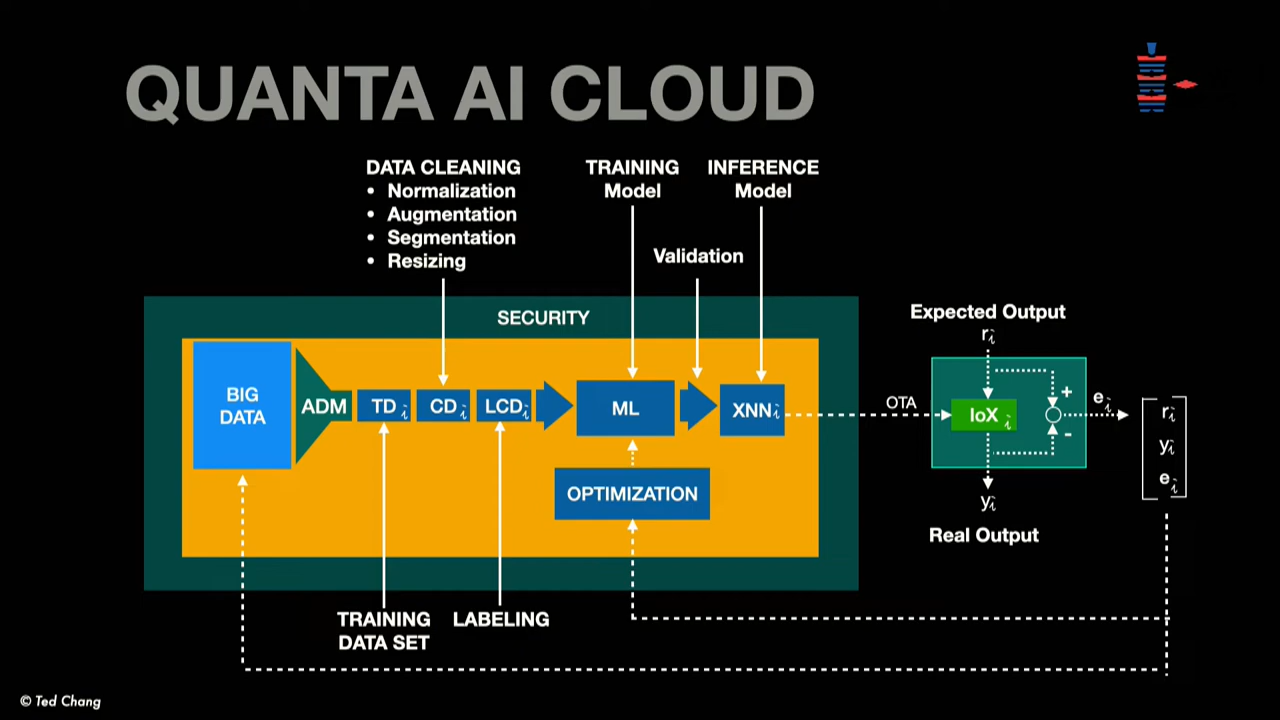 QUANTA AI CLOUD
DATA CLEANING
• Normalization
• Augmentation
• Segmentation
• Resizing
TRAINING
Model
INFERENCE
Model
Validation
SECURITY
BIG
DATA
ADM
TD i
CD i
LCD i
ML
XNN i
OPTIMIZATION
TRAINING
DATA SET
LABELING
OTA
Expected Output
r i
IoX i
+
-
e i
y i
Real Output
r i
y i
e i
© Ted Chang